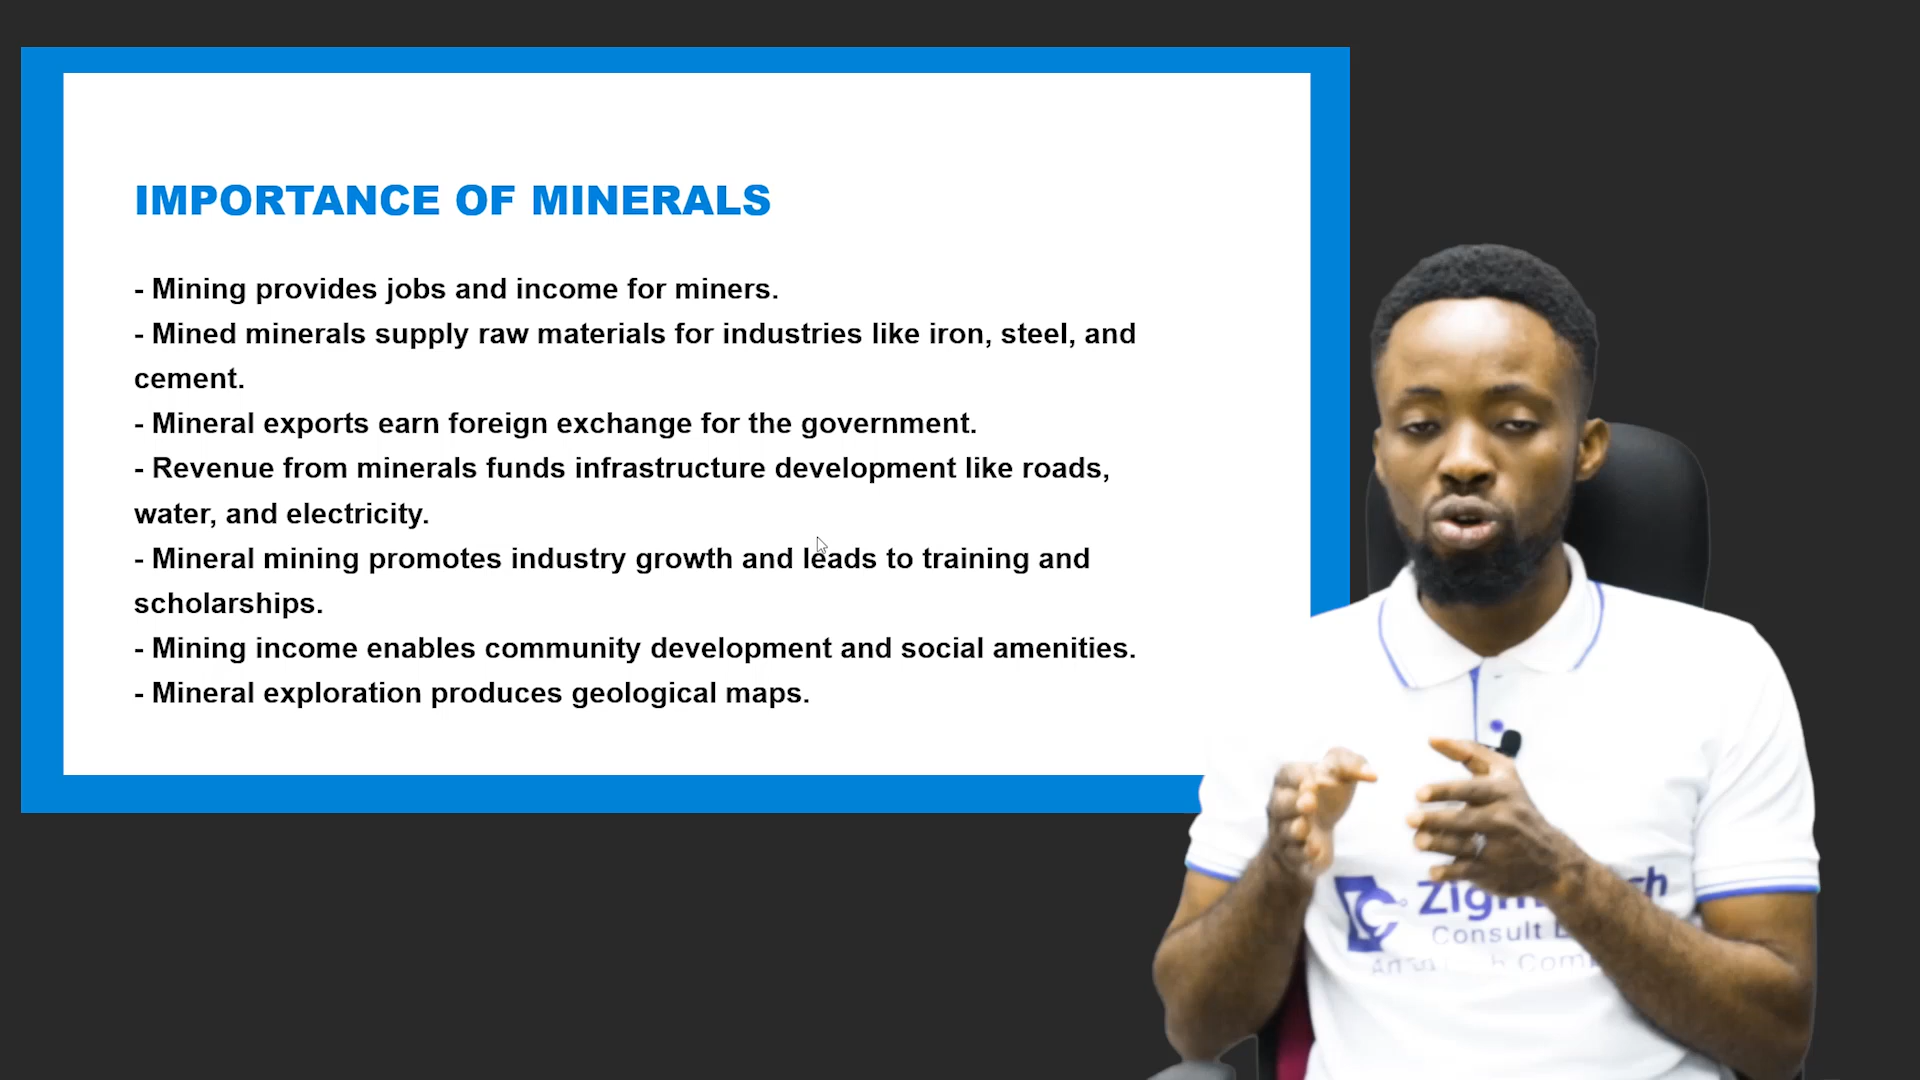 IMPORTANCE OF MINERALS
- Mining provides jobs and income for miners.
- Mined minerals supply raw materials for industries like iron, steel, and
cement.
- Mineral exports earn foreign exchange for the government.
- Revenue from minerals funds infrastructure development like roads,
water, and electricity.
- Mineral mining promotes industry growth and leads to training and
scholarships.
- Mining income enables community development and social amenities.
- Mineral exploration produces geological maps.
Consult